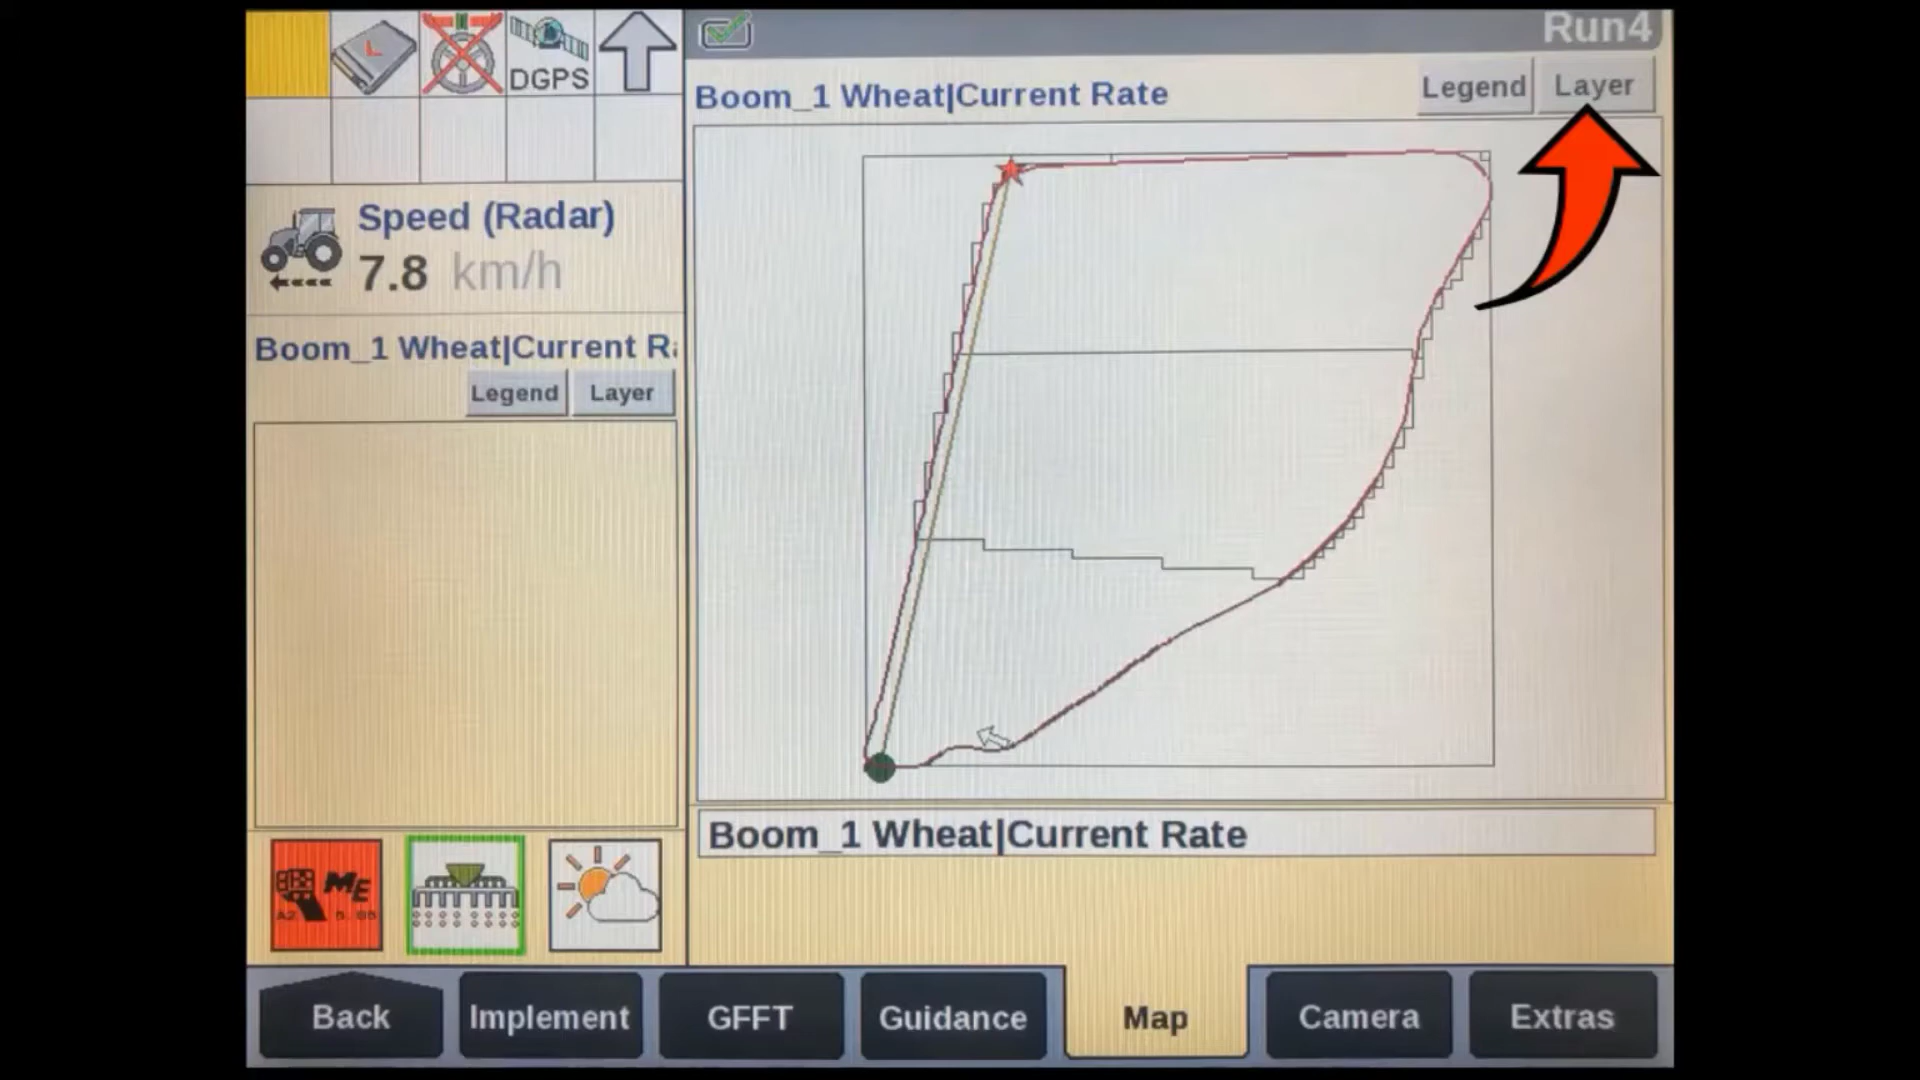 L
DGPS
Run4
Boom_1 Wheat|Current Rate
Legend
Layer
Speed (Radar)
7.8 km/h
Boom_1 Wheat|Current Ra
Legend
Layer
Boom_1 Wheat|Current Rate
ME
Back
Implement
GFFT
Guidance
Map
Camera
Extras